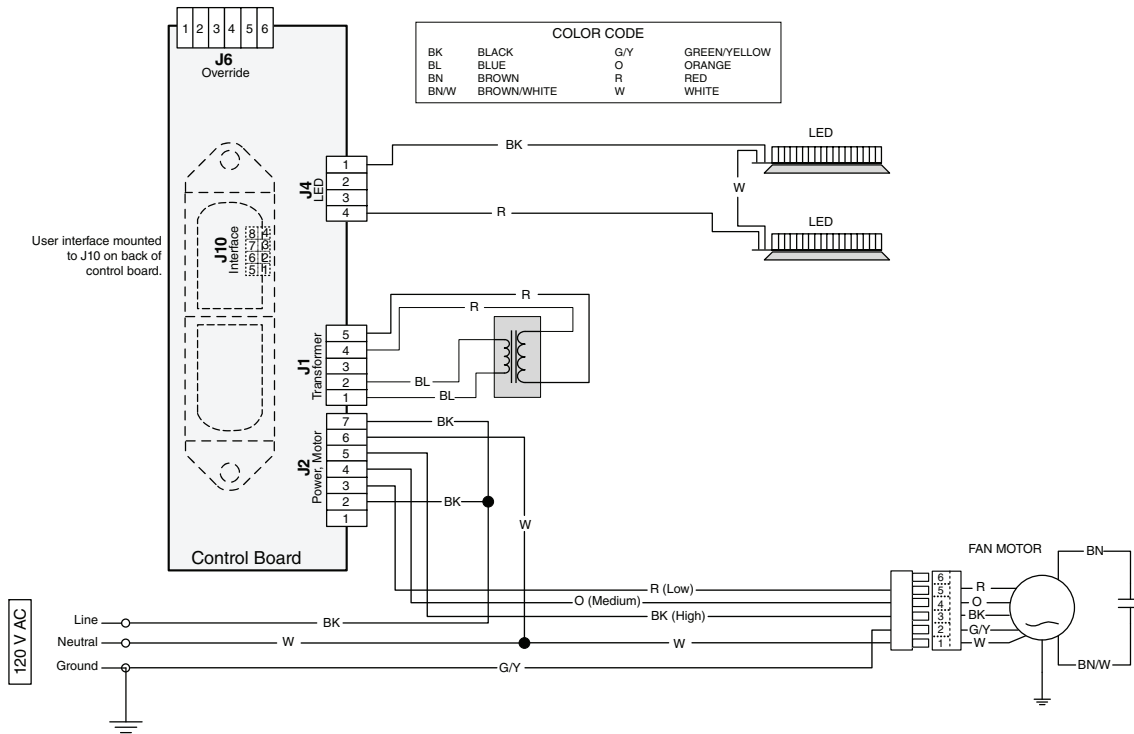 1 2 3 4 5 6
J6
Override
COLOR CODE
BK BLACK G/Y GREEN/YELLOW
BL BLUE O ORANGE
BN BROWN R RED
BN/W BROWN/WHITE W WHITE
LED
BK
1
2
3
4
J4
LED
W
R
LED
User interface mounted
to J10 on back of
control board.
J10
Interface
8 4
7 3
6 2
5 1
R
R
5
4
3
2
1
J1
Transformer
BL
BL
7
6
5
4
3
2
1
J2
Power, Motor
BK
BK
W
Control Board
FAN MOTOR
BN
R (Low)
O (Medium)
BK (High)
6
5
4
3
2
1
R
O
BK
G/Y
W
BN/W
120 V AC
Line
BK
Neutral
W
W
Ground
G/Y